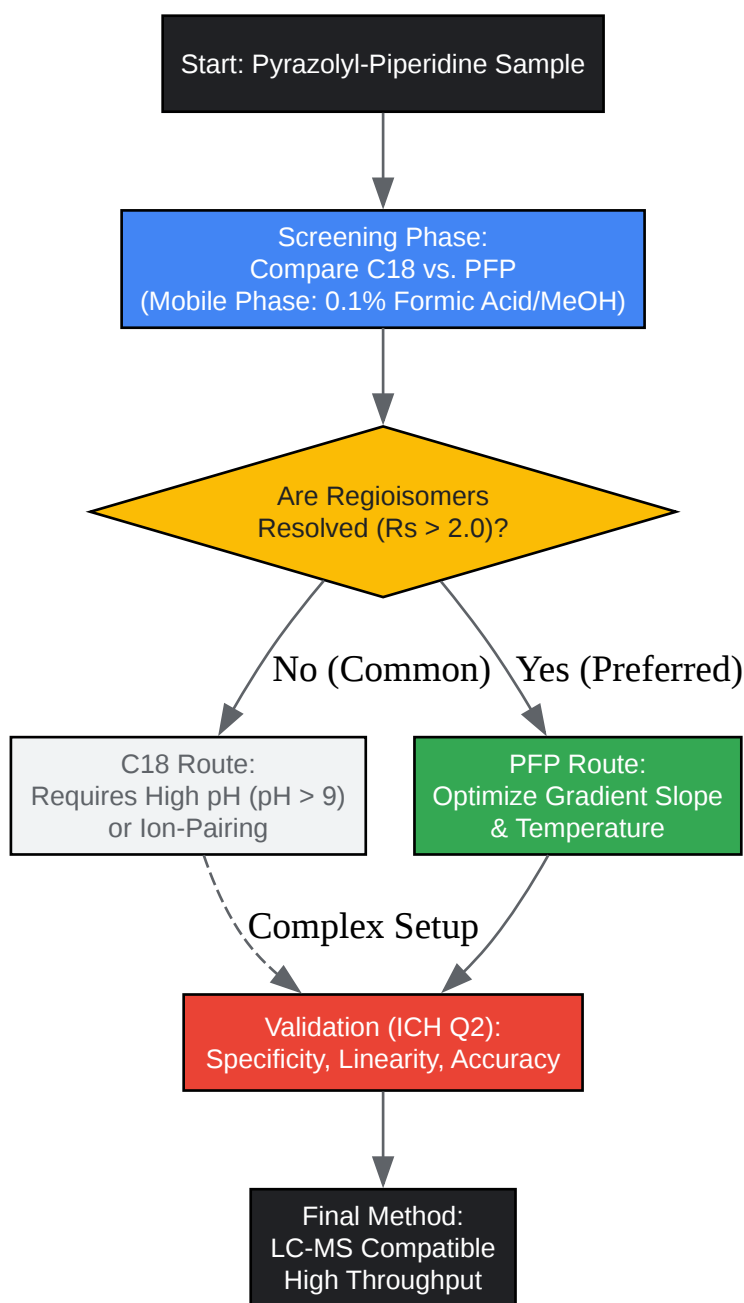 Start: Pyrazolyl-Piperidine Sample
Screening Phase:
Compare C18 vs. PFP
(Mobile Phase: 0.1% Formic Acid/MeOH)
Are Regioisomers
Resolved (Rs > 2.0)?
No (Common)
Yes (Preferred)
C18 Route:
Requires High pH (pH > 9)
or Ion-Pairing
PFP Route:
Optimize Gradient Slope
& Temperature
Complex Setup
Validation (ICH Q2):
Specificity, Linearity, Accuracy
Final Method:
LC-MS Compatible
High Throughput